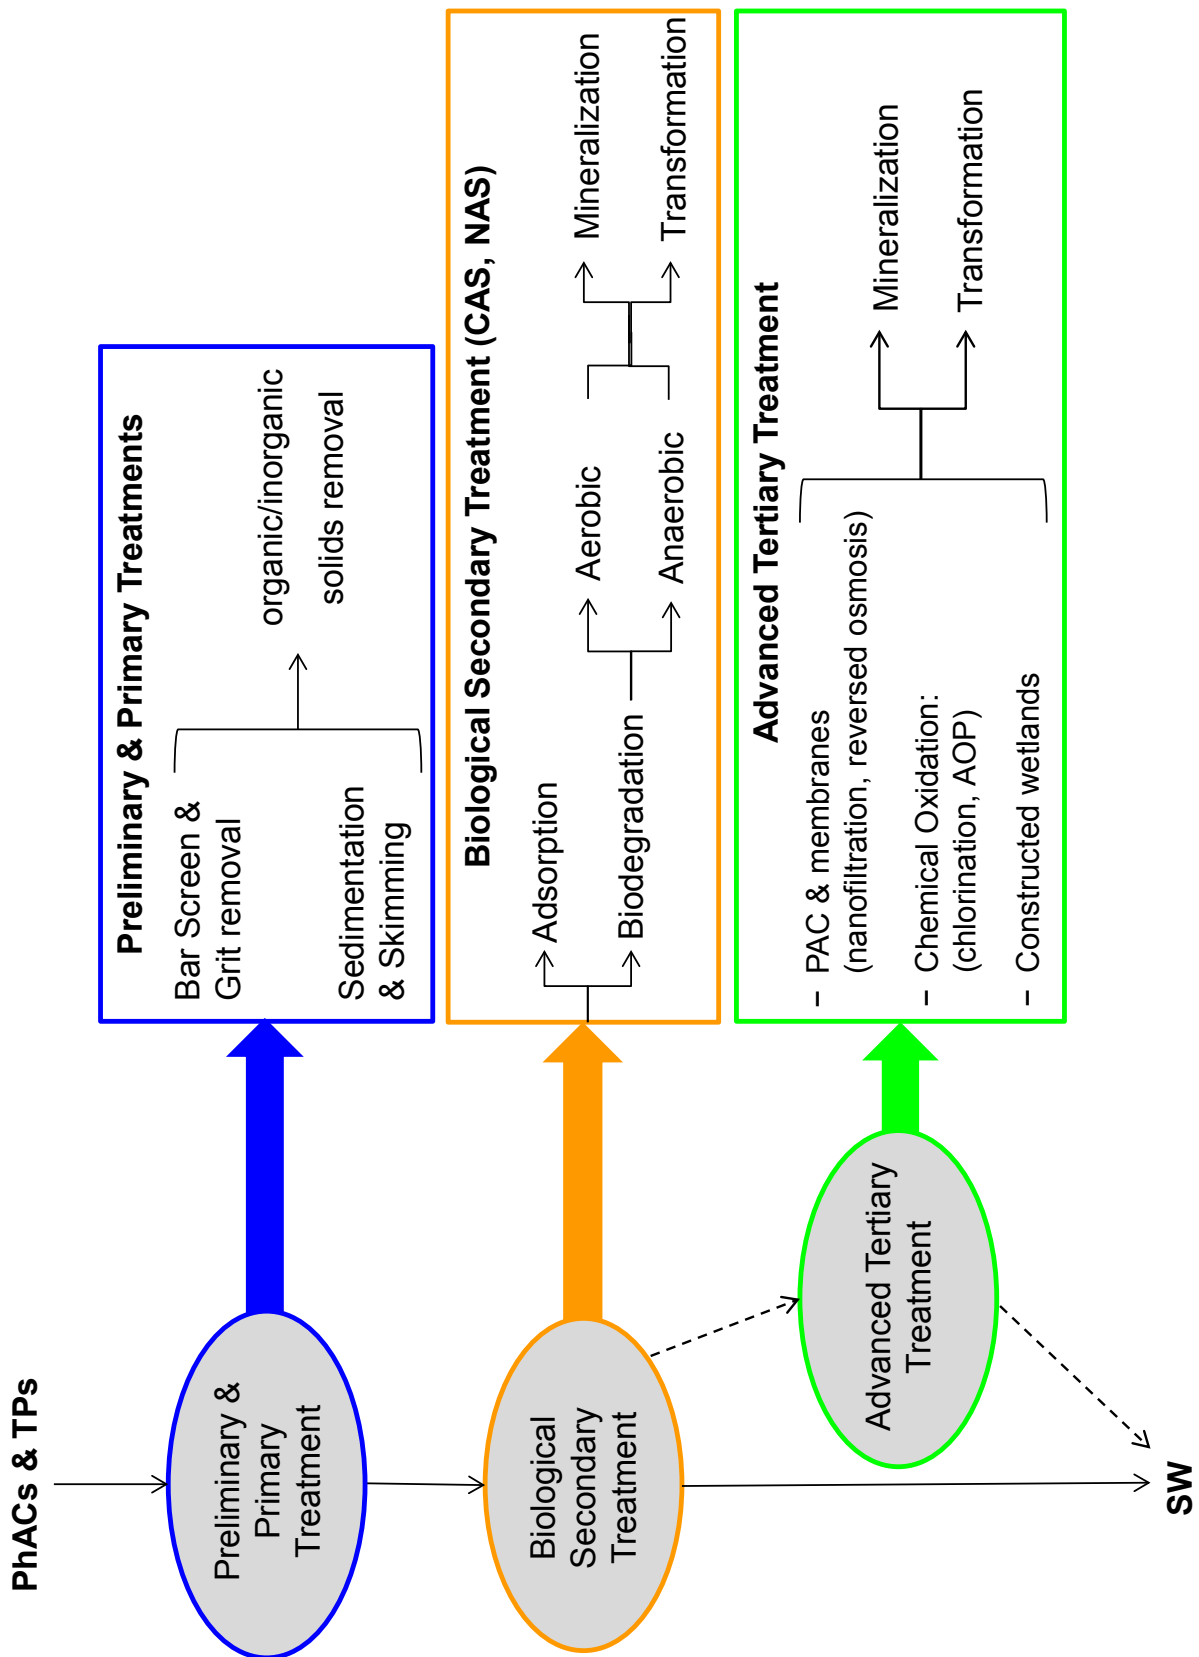 PhACs & TPs
Preliminary &
Primary
Treatment
Biological
Secondary
Treatment
Advanced Tertiary
Treatment
SW
Preliminary & Primary Treatments
Bar Screen &
Grit removal
Sedimentation
& Skimming
organic/inorganic
solids removal
Biological Secondary Treatment (CAS, NAS)
Adsorption
Biodegradation
Aerobic
Anaerobic
Mineralization
Transformation
Advanced Tertiary Treatment
– PAC & membranes
(nanofiltration, reversed osmosis)
– Chemical Oxidation:
(chlorination, AOP)
– Constructed wetlands
Mineralization
Transformation